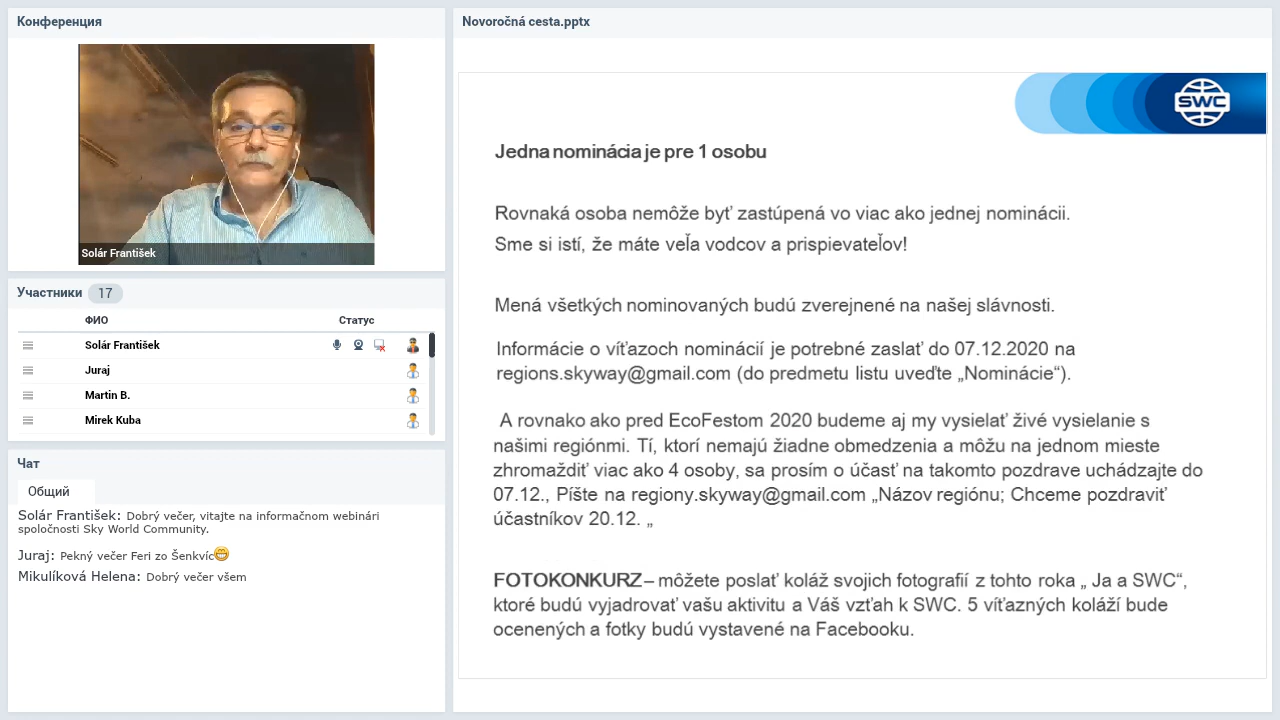 Конференция
Solár František
Участники 17
ФИО Статус
Solár František
Juraj
Martin B.
Mirek Kuba
Чат
Общий
Solár František: Dobrý večer, vitajte na informačnom webinári
spoločnosti Sky World Community.
Juraj: Pekný večer Feri zo Šenkvíc
Mikulíková Helena: Dobrý večer všem
Novoročná cesta.pptx
SWC
Jedna nominácia je pre 1 osobu
Rovnaká osoba nemôže byť zastúpená vo viac ako jednej nominácii.
Sme si istí, že máte veľa vodcov a prispievateľov!
Mená všetkých nominovaných budú zverejnené na našej slávnosti.
Informácie o víťazoch nominácií je potrebné zaslať do 07.12.2020 na
regions.skyway@gmail.com (do predmetu listu uveďte „Nominácie“).
A rovnako ako pred EcoFestom 2020 budeme aj my vysielať živé vysielanie s
našimi regiónmi. Tí, ktorí nemajú žiadne obmedzenia a môžu na jednom mieste
zhromaždiť viac ako 4 osoby, sa prosím o účasť na takomto pozdrave uchádzajte do
07.12., Píšte na regiony.skyway@gmail.com „Názov regiónu; Chceme pozdraviť
účastníkov 20.12. „
FOTOKONKURZ – môžete poslať koláž svojich fotografií z tohto roka „ Ja a SWC“,
ktoré budú vyjadrovať vašu aktivitu a Váš vzťah k SWC. 5 víťazných koláží bude
ocenených a fotky budú vystavené na Facebooku.